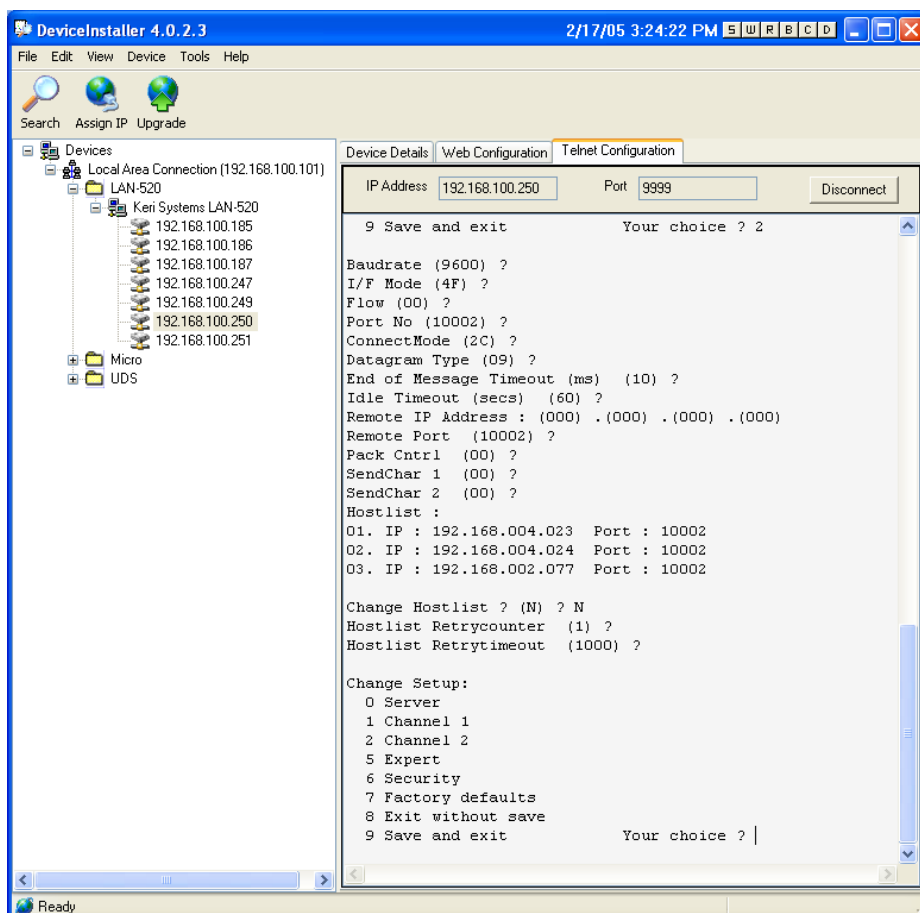 DeviceInstaller 4.0.2.3 2/17/05 3:24:22 PM S W R B C D
File Edit View Device Tools Help
Search Assign IP Upgrade
Devices
Local Area Connection (192.168.100.101)
LAN-520
Keri Systems LAN-520
192.168.100.185
192.168.100.186
192.168.100.187
192.168.100.247
192.168.100.249
192.168.100.250
192.168.100.251
Micro
UDS
Device Details Web Configuration Telnet Configuration
IP Address 192.168.100.250 Port 9999 Disconnect
9 Save and exit Your choice ? 2
Baudrate (9600) ?
I/F Mode (4F) ?
Flow (00) ?
Port No (10002) ?
ConnectMode (2C) ?
Datagram Type (09) ?
End of Message Timeout (ms) (10) ?
Idle Timeout (secs) (60) ?
Remote IP Address : (000) .(000) .(000) .(000)
Remote Port (10002) ?
Pack Cntrl (00) ?
SendChar 1 (00) ?
SendChar 2 (00) ?
Hostlist :
01. IP : 192.168.004.023 Port : 10002
02. IP : 192.168.004.024 Port : 10002
03. IP : 192.168.002.077 Port : 10002
Change Hostlist ? (N) ? N
Hostlist Retrycounter (1) ?
Hostlist Retrytimeout (1000) ?
Change Setup:
0 Server
1 Channel 1
2 Channel 2
5 Expert
6 Security
7 Factory defaults
8 Exit without save
9 Save and exit Your choice ?
Ready